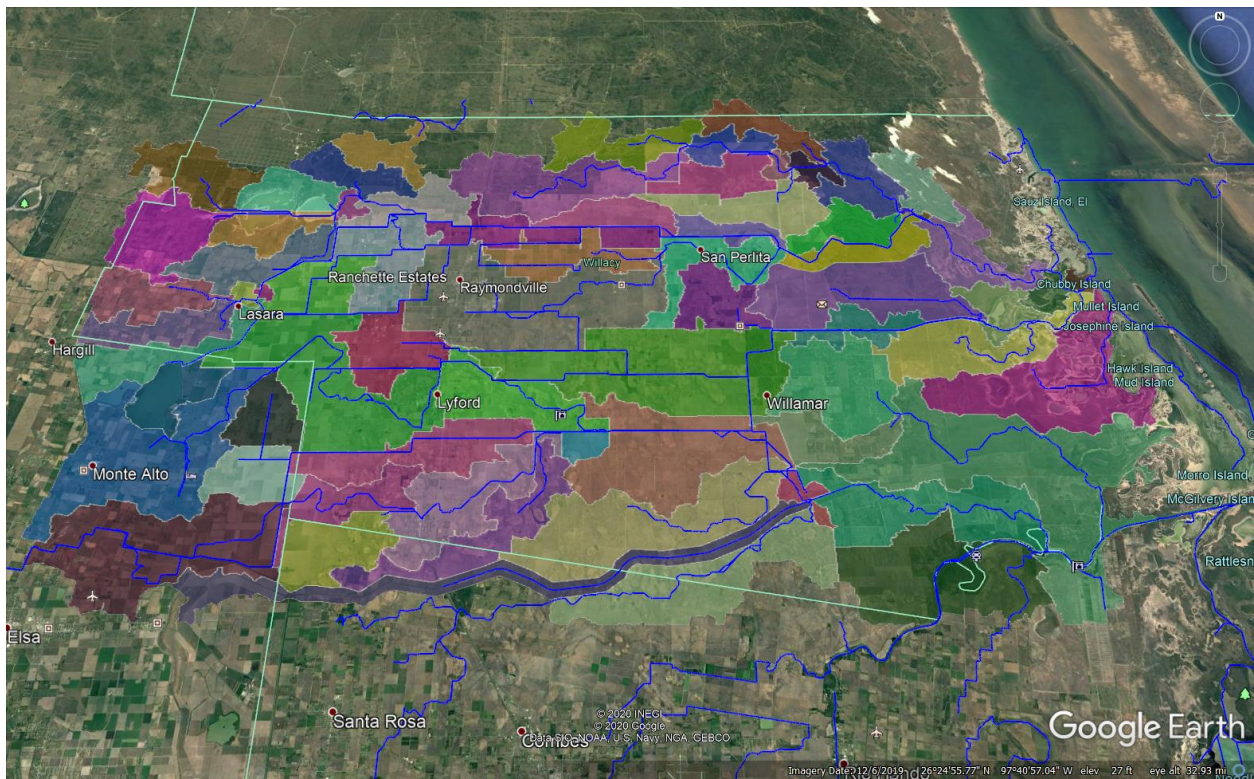 N
Sauz Island, El
San Perlita
Willacy
Ranchette Estates
Raymondville
Chubby Island
Lasara
Mullet Island
Josephine Island
Hargill
Hawk Island
Mud Island
Lyford
Willamar
Monte Alto
Morro Island,
McGilvery Islan
Rattlesn
Elsa
Santa Rosa
© 2020 INEGI
© 2020 Google
Data SIO, NOAA, U.S. Navy, NGA, GEBCO
Combes
Google Earth
Imagery Date: 12/6/2019 26°24'55.77" N 97°40'57.04" W elev 27 ft eye alt 32.93 mi